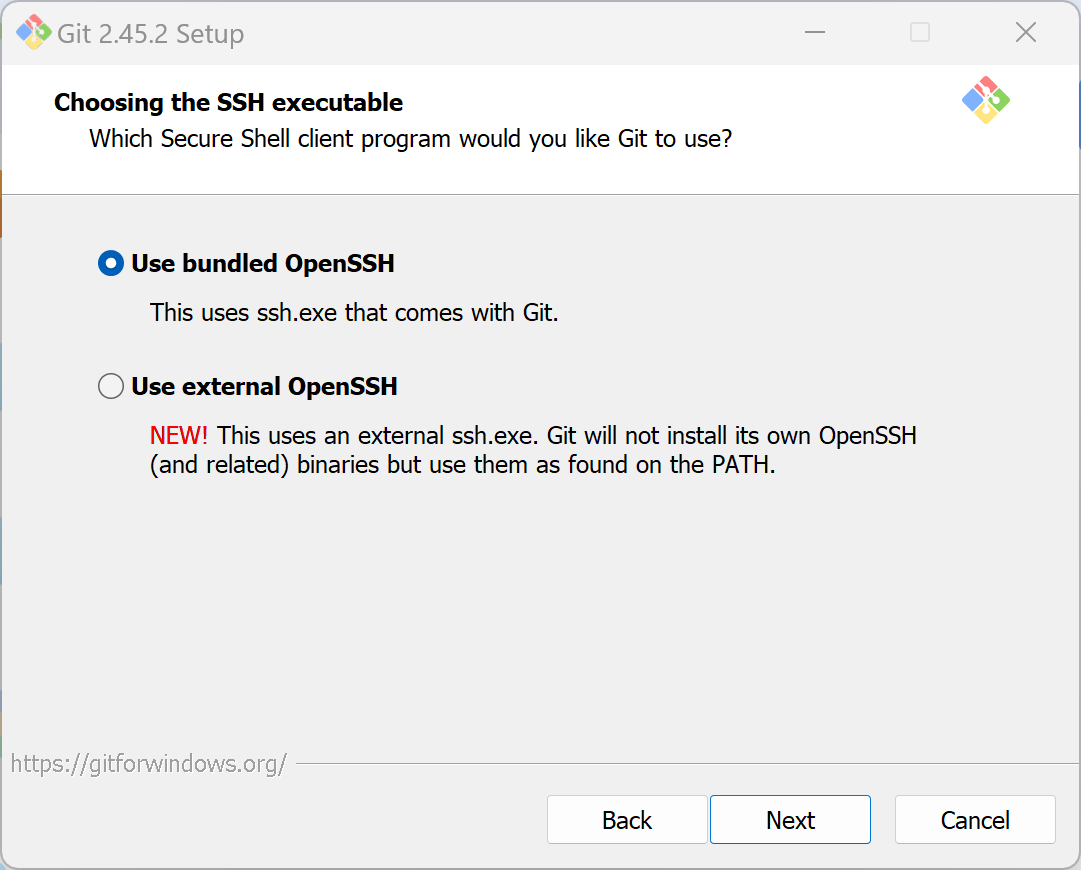 Git 2.45.2 Setup
Choosing the SSH executable
Which Secure Shell client program would you like Git to use?
Use bundled OpenSSH
This uses ssh.exe that comes with Git.
Use external OpenSSH
NEW! This uses an external ssh.exe. Git will not install its own OpenSSH
(and related) binaries but use them as found on the PATH.
https://gitforwindows.org/
Back Next Cancel